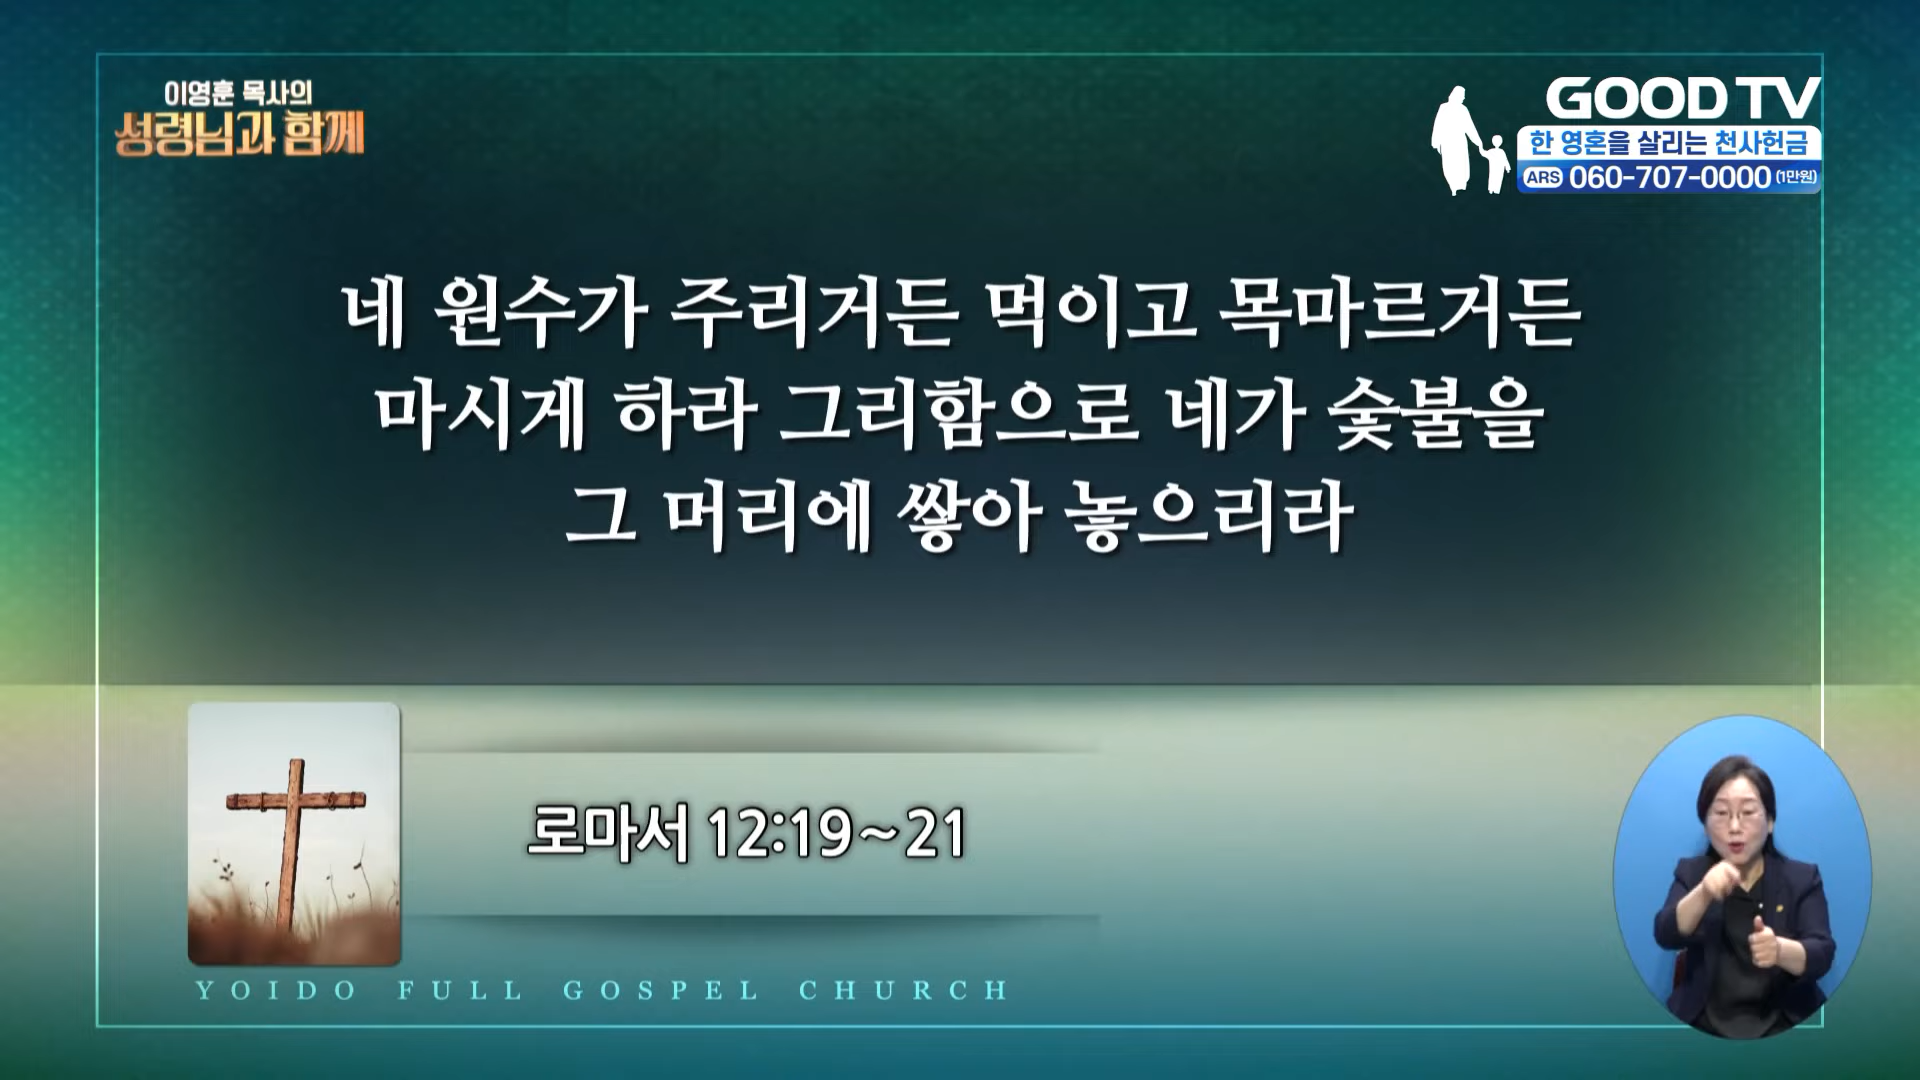 이영훈 목사의
성령님과 함께
GOOD TV
한 영혼을 살리는 천사헌금
ARS 060-707-0000 (1만원)
네 원수가 주리거든 먹이고 목마르거든
마시게 하라 그리함으로 네가 숯불을
그 머리에 쌓아 놓으리라
로마서 12:19~21
YOIDO FULL GOSPEL CHURCH